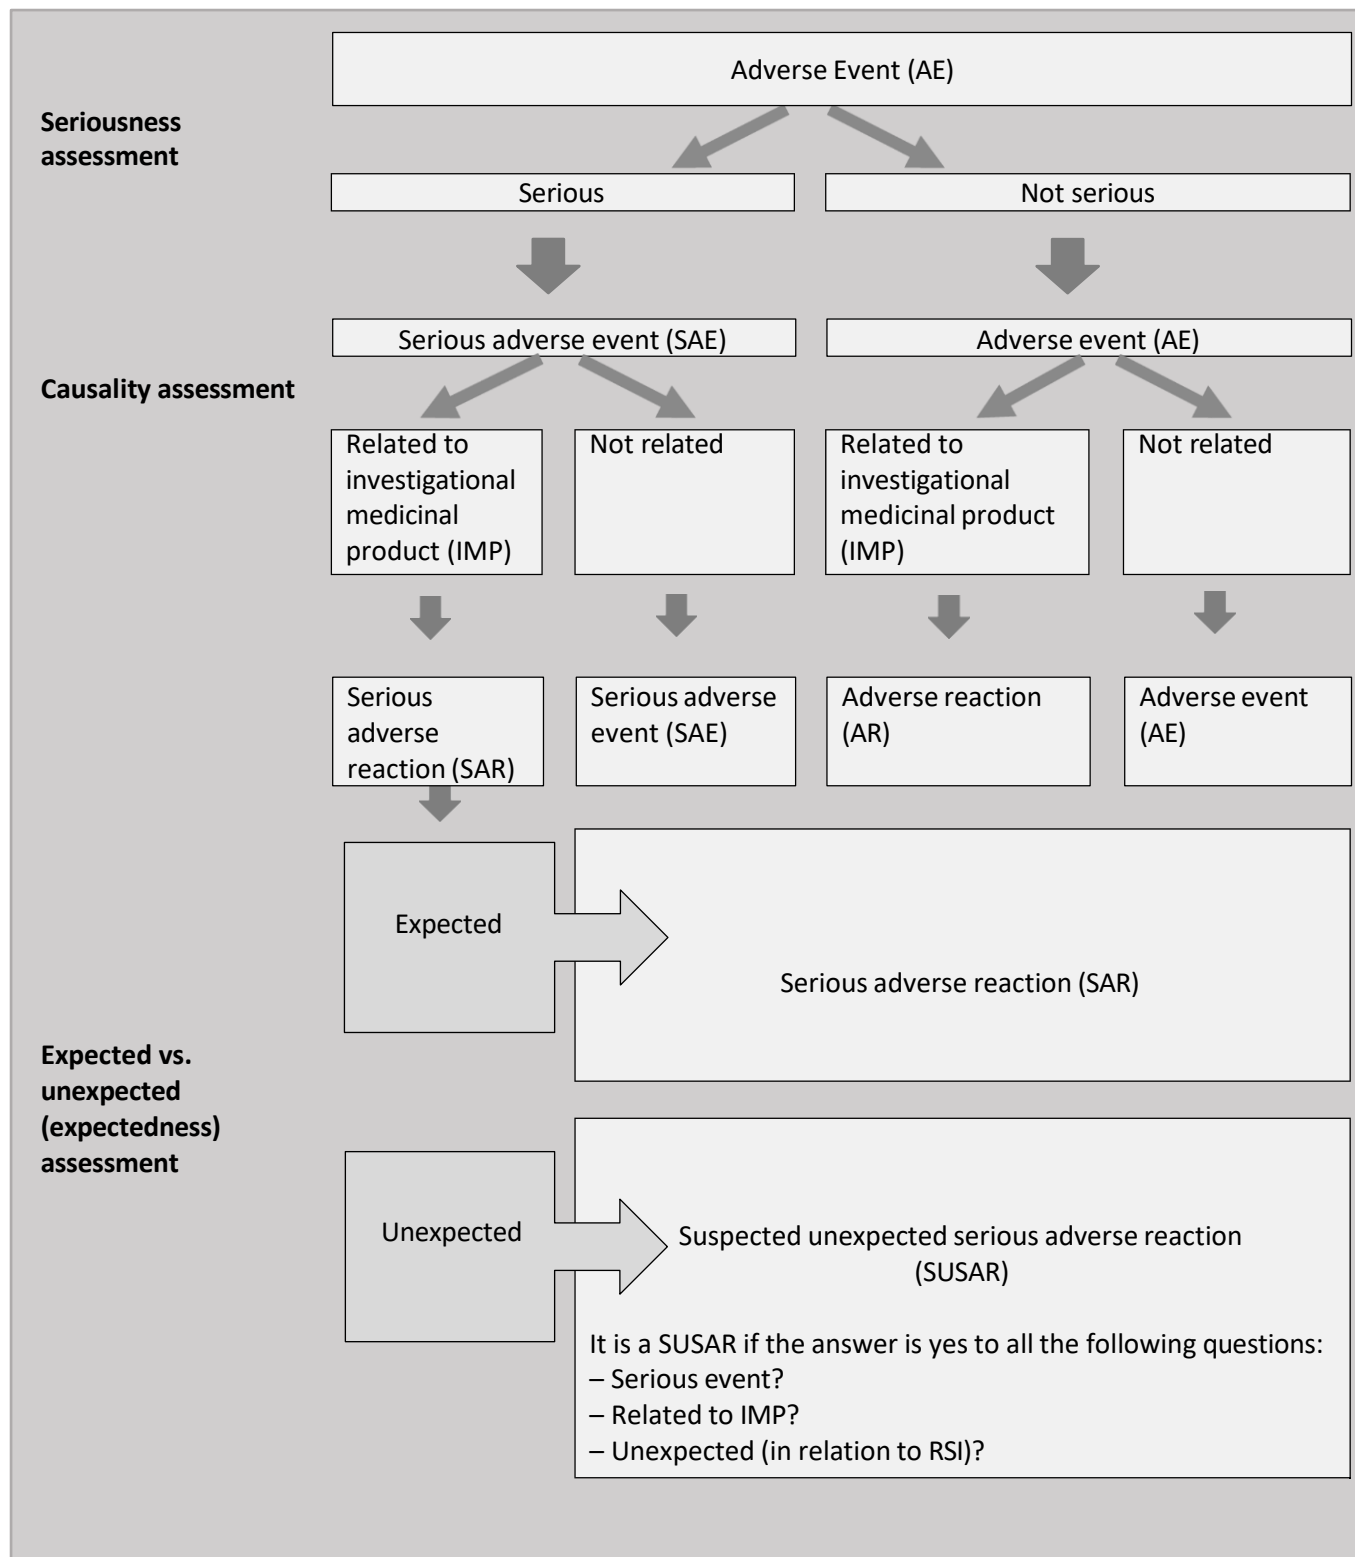 Adverse Event (AE)
Seriousness
assessment
Serious
Not serious
Serious adverse event (SAE)
Adverse event (AE)
Causality assessment
Related to
investigational
medicinal
product (IMP)
Not related
Related to
investigational
medicinal product
(IMP)
Not related
Serious
adverse
reaction (SAR)
Serious adverse
event (SAE)
Adverse reaction
(AR)
Adverse event
(AE)
Expected
Serious adverse reaction (SAR)
Expected vs.
unexpected
(expectedness)
assessment
Unexpected
Suspected unexpected serious adverse reaction
(SUSAR)
It is a SUSAR if the answer is yes to all the following questions:
– Serious event?
– Related to IMP?
– Unexpected (in relation to RSI)?